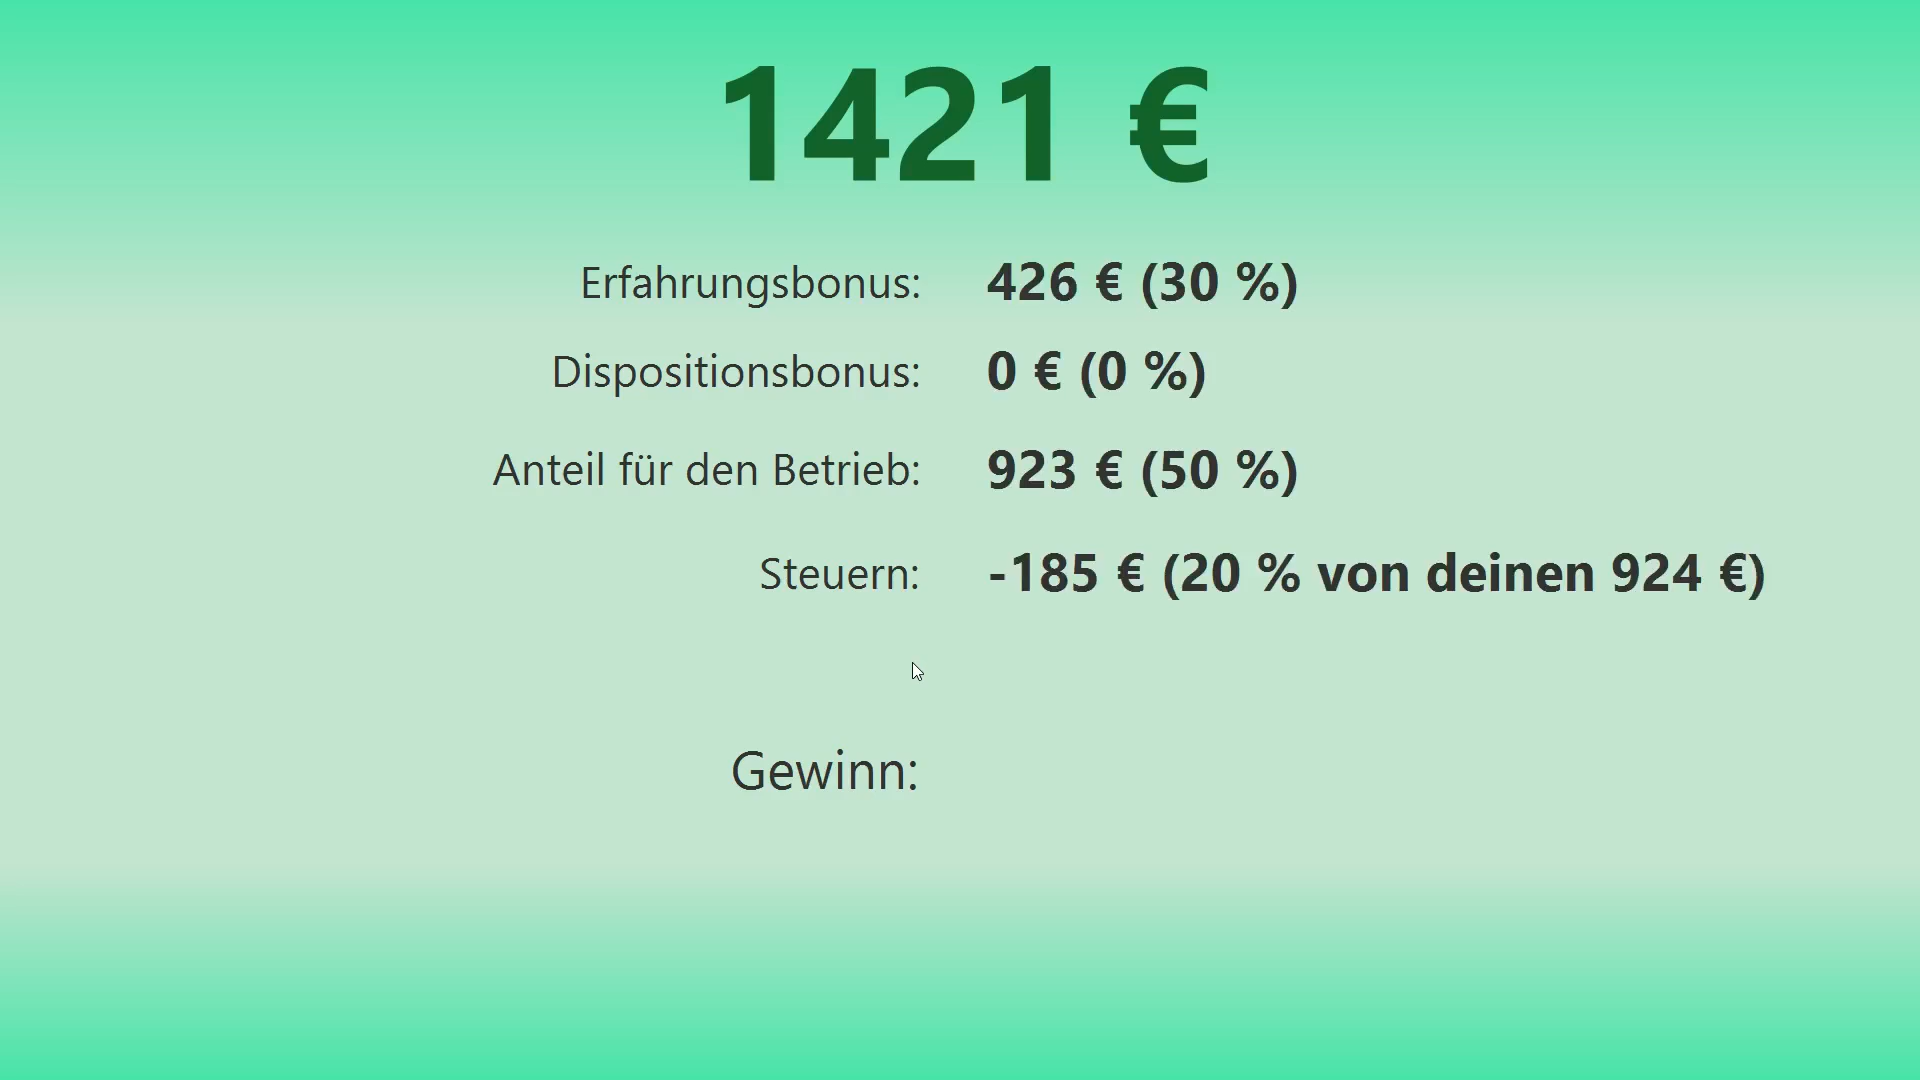 1421 €
Erfahrungsbonus: 426 € (30 %)
Dispositionsbonus: 0 € (0 %)
Anteil für den Betrieb: 923 € (50 %)
Steuern: -185 € (20 % von deinen 924 €)
Gewinn: